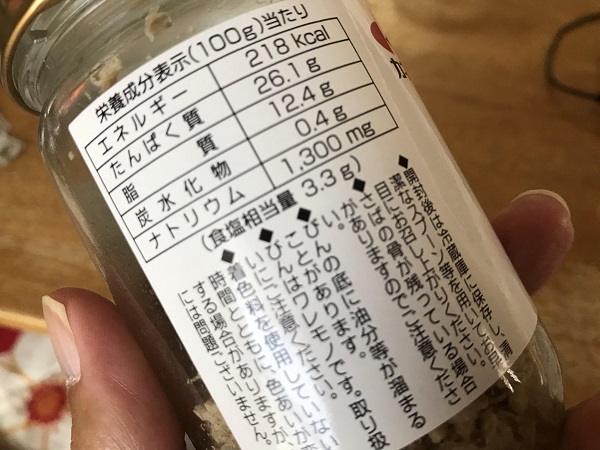 栄養成分表示(100g)当たり
エネルギー 218 kcal
たんぱく質 26.1 g
脂質 12.4 g
炭水化物 0.4 g
ナトリウム 1,300 mg
(食塩相当量 3.3 g)
◆開封後は冷蔵庫に保存し、清
潔なスプーン等を用いてお早
目にお召し上がりください。
◆さばの骨が残っている場合
がありますのでご注意くださ
い。
◆びんの底に油分等が溜まる
ことがあります。
◆びんはワレモノです。取り扱
いにご注意ください。
◆着色料を使用していない
時間とともに、色あいが
する場合がありますが、
には問題ございません。